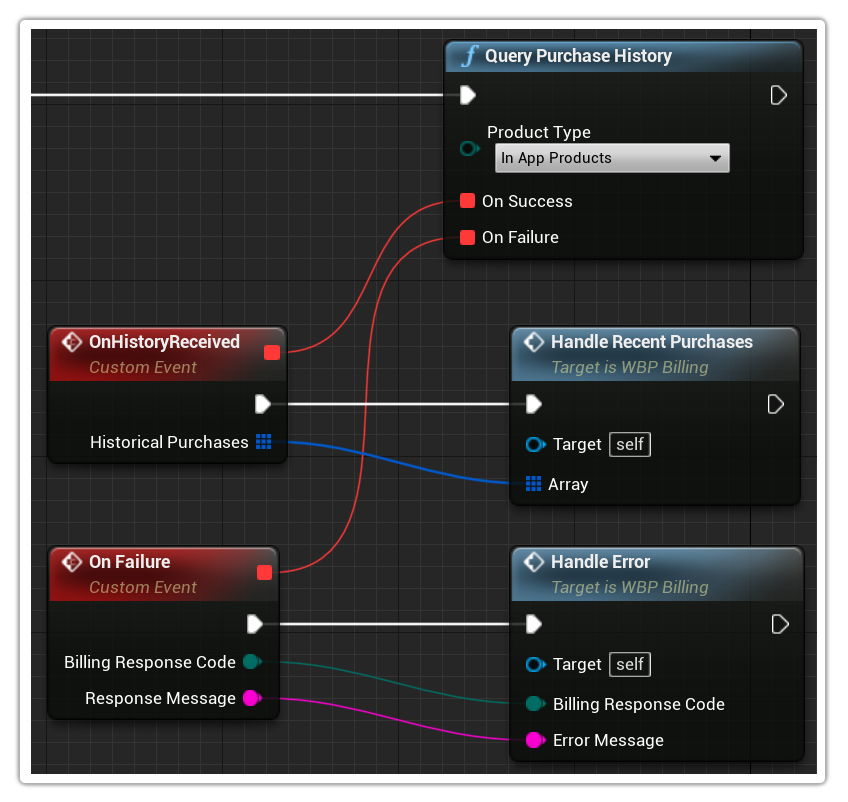 Query Purchase History
Product Type
In App Products
On Success
On Failure
OnHistoryReceived
Custom Event
Historical Purchases
Handle Recent Purchases
Target is WBP Billing
Target self
Array
On Failure
Custom Event
Billing Response Code
Response Message
Handle Error
Target is WBP Billing
Target self
Billing Response Code
Error Message